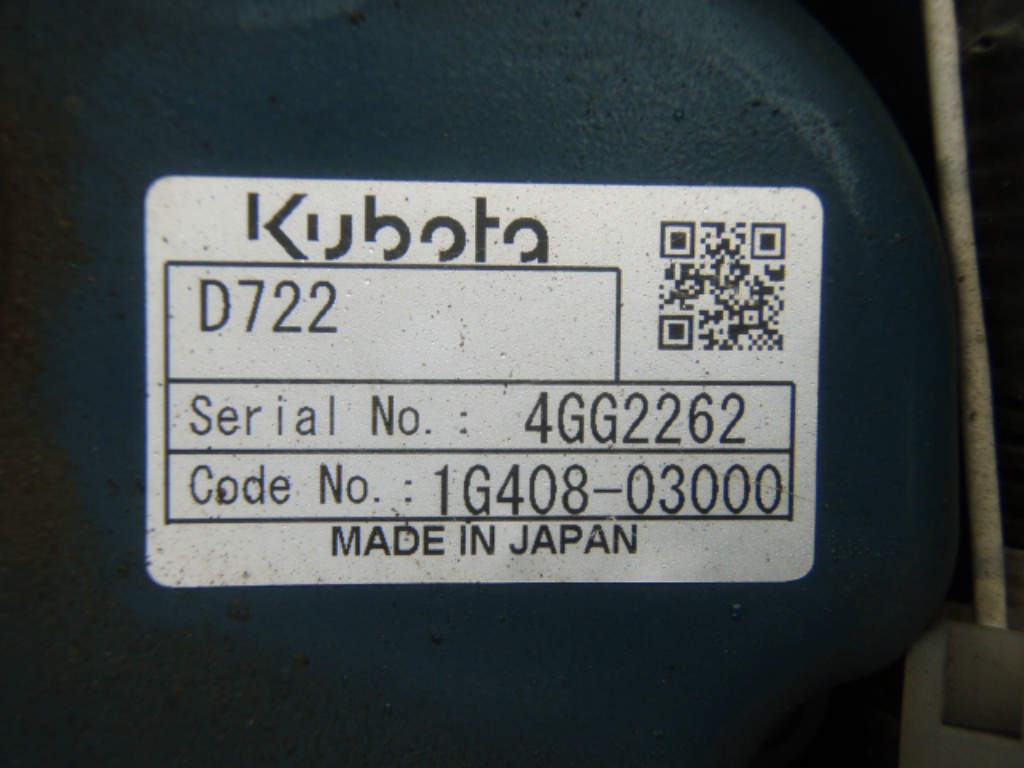 Kubota
D722
Serial No.: 4GG2262
Code No.: 1G408-03000
MADE IN JAPAN